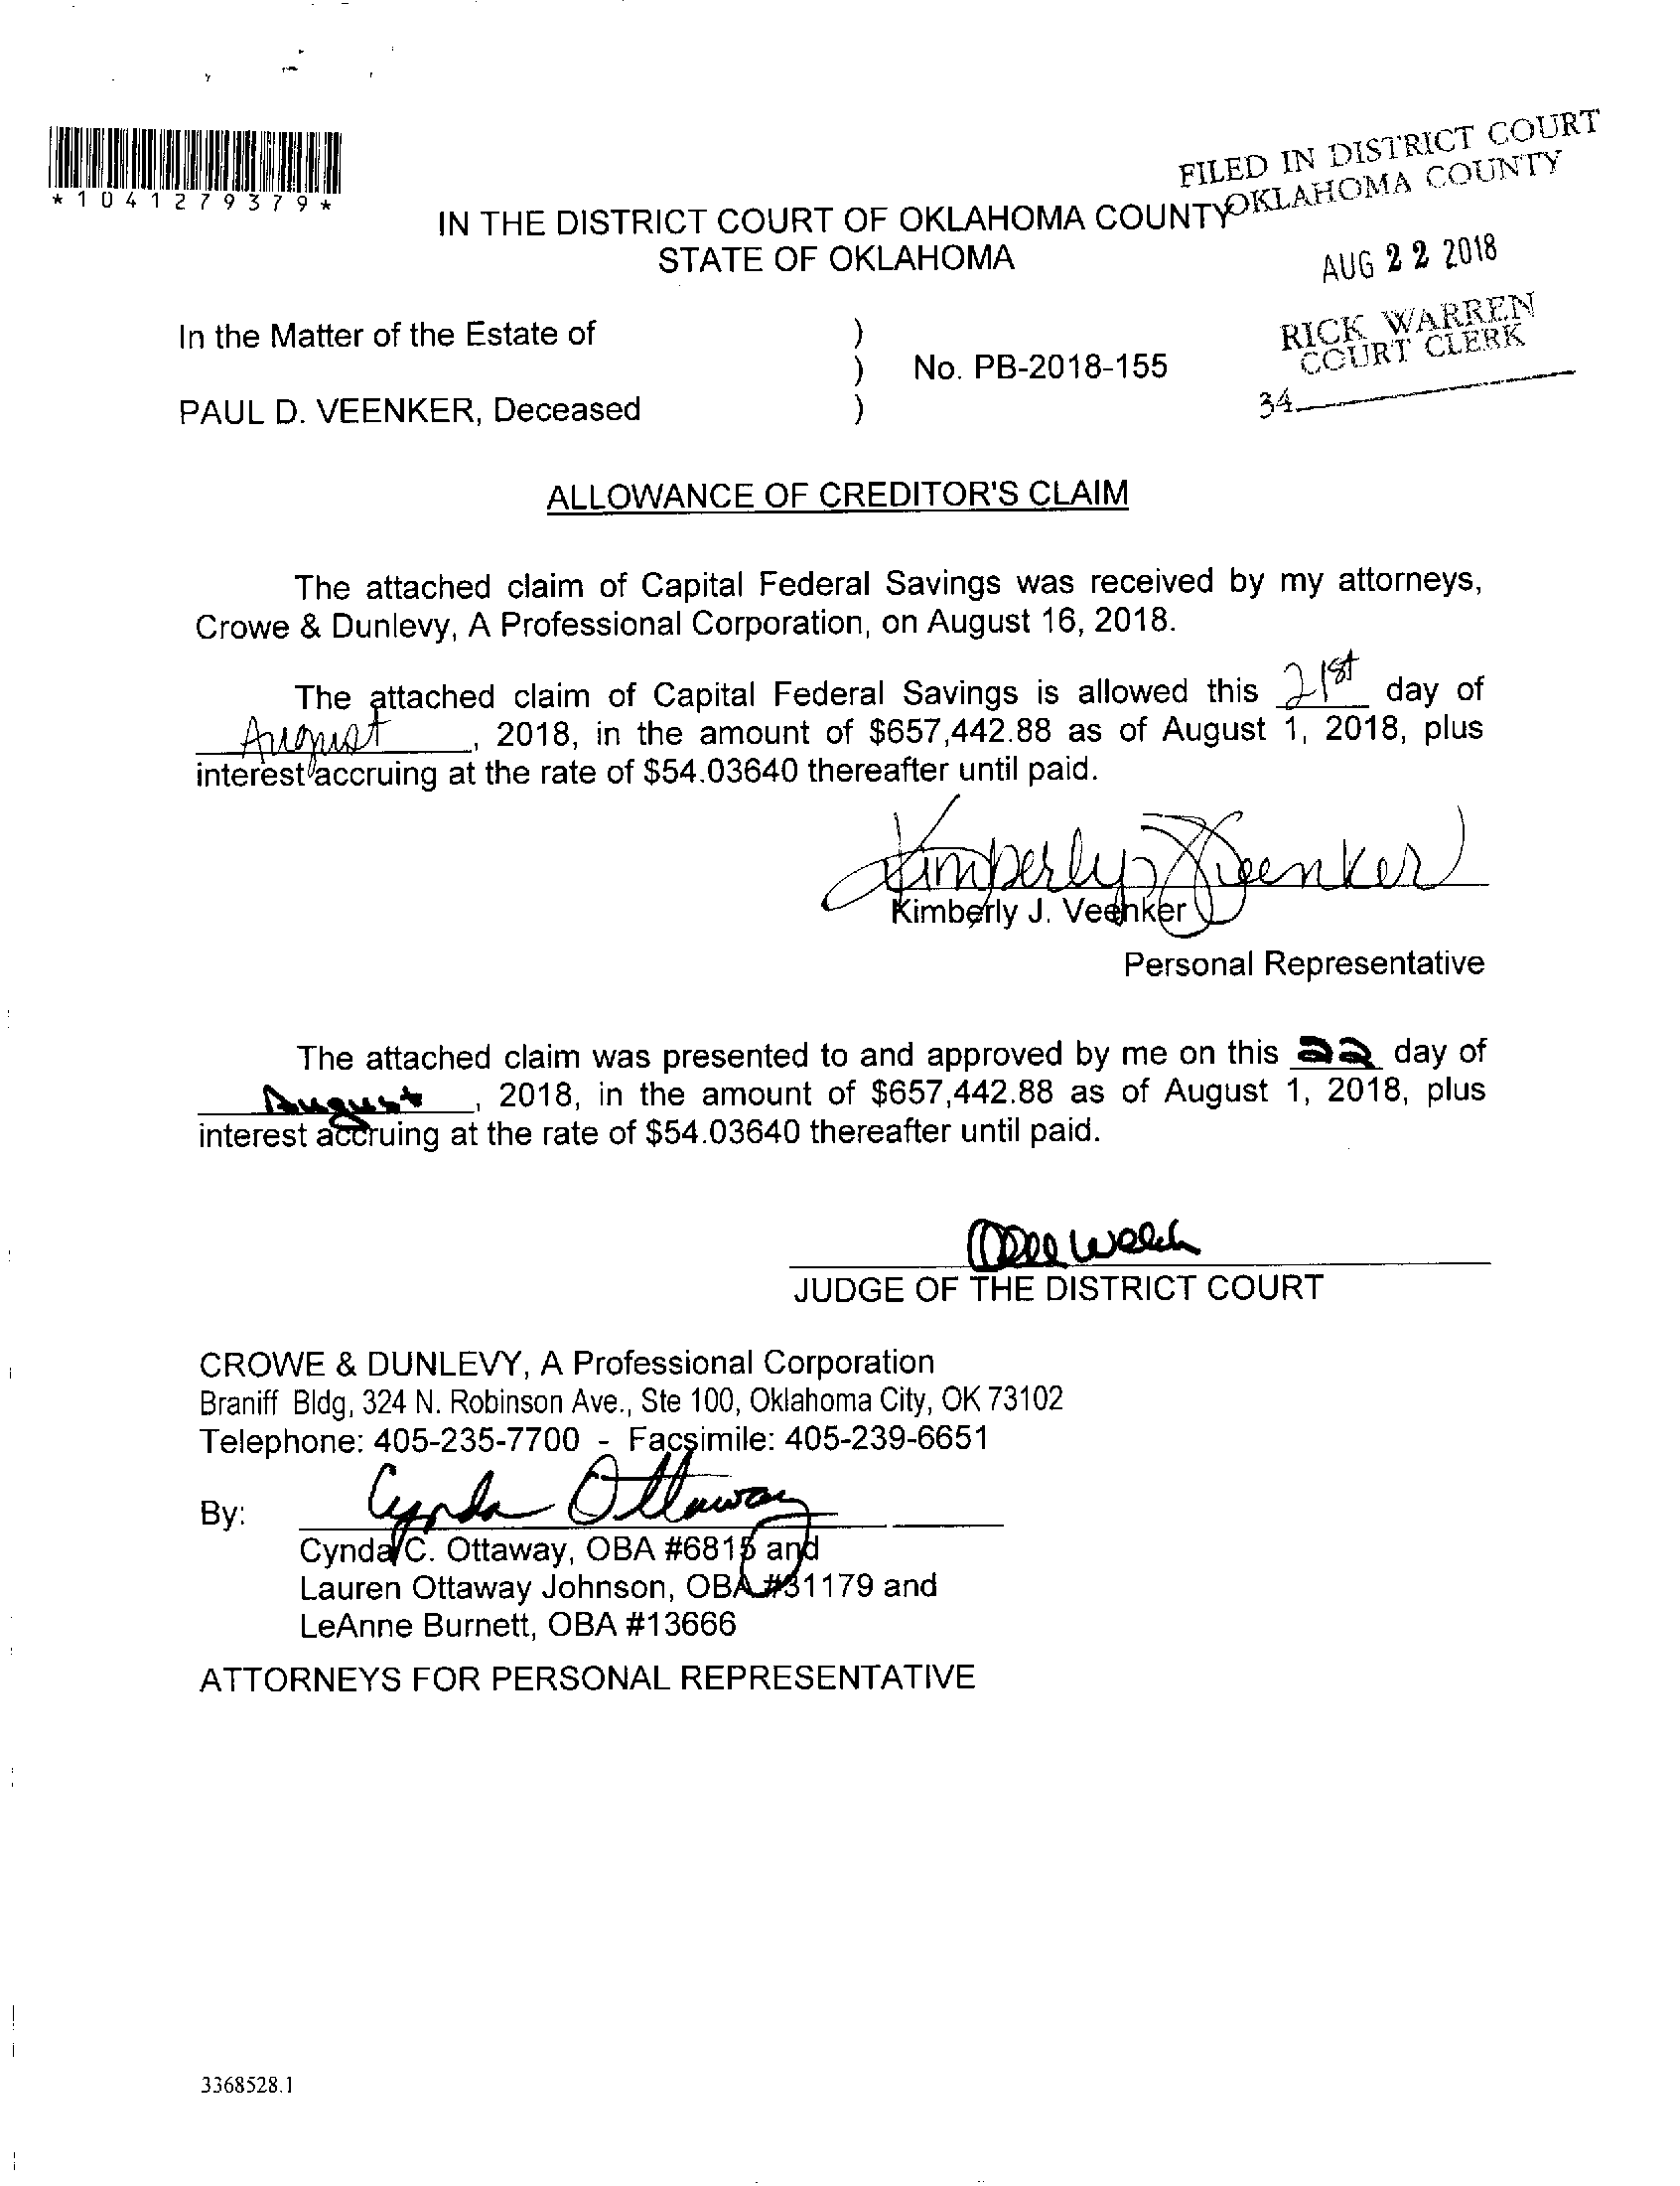 *1041279379*
FILED IN DISTRICT COURT
OKLAHOMA COUNTY
IN THE DISTRICT COURT OF OKLAHOMA COUNTY
STATE OF OKLAHOMA
AUG 22 2018
RICK WARREN
COURT CLERK
34
In the Matter of the Estate of )
) No. PB-2018-155
PAUL D. VEENKER, Deceased )
ALLOWANCE OF CREDITOR'S CLAIM
The attached claim of Capital Federal Savings was received by my attorneys,
Crowe & Dunlevy, A Professional Corporation, on August 16, 2018.
The attached claim of Capital Federal Savings is allowed this 21st day of
August, 2018, in the amount of $657,442.88 as of August 1, 2018, plus
interest accruing at the rate of $54.03640 thereafter until paid.
Kimberly J Veenker
Kimberly J. Veenker
Personal Representative
The attached claim was presented to and approved by me on this 22 day of
August, 2018, in the amount of $657,442.88 as of August 1, 2018, plus
interest accruing at the rate of $54.03640 thereafter until paid.
Welch
JUDGE OF THE DISTRICT COURT
CROWE & DUNLEVY, A Professional Corporation
Braniff Bldg, 324 N. Robinson Ave., Ste 100, Oklahoma City, OK 73102
Telephone: 405-235-7700 - Facsimile: 405-239-6651
By: Cynda Ottaway
Cynda C. Ottaway, OBA #6815 and
Lauren Ottaway Johnson, OBA #31179 and
LeAnne Burnett, OBA #13666
ATTORNEYS FOR PERSONAL REPRESENTATIVE
3368528.1